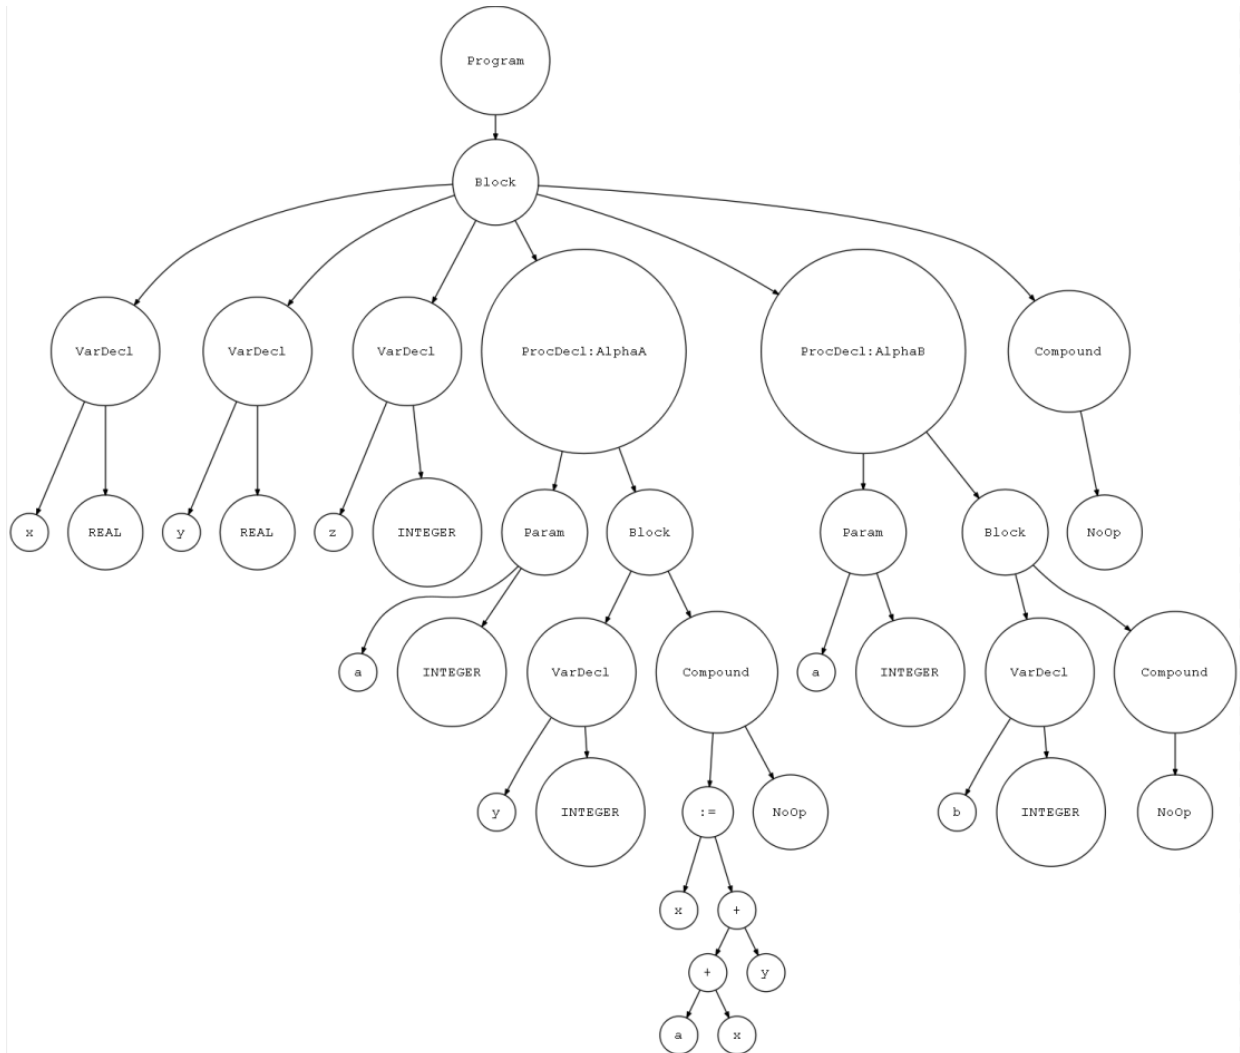 Program
Block
VarDecl VarDecl VarDecl ProcDecl:AlphaA ProcDecl:AlphaB Compound
x REAL y REAL z INTEGER Param Block Param Block NoOp
a INTEGER VarDecl Compound a INTEGER VarDecl Compound
y INTEGER := NoOp b INTEGER NoOp
x +
+ y
a x